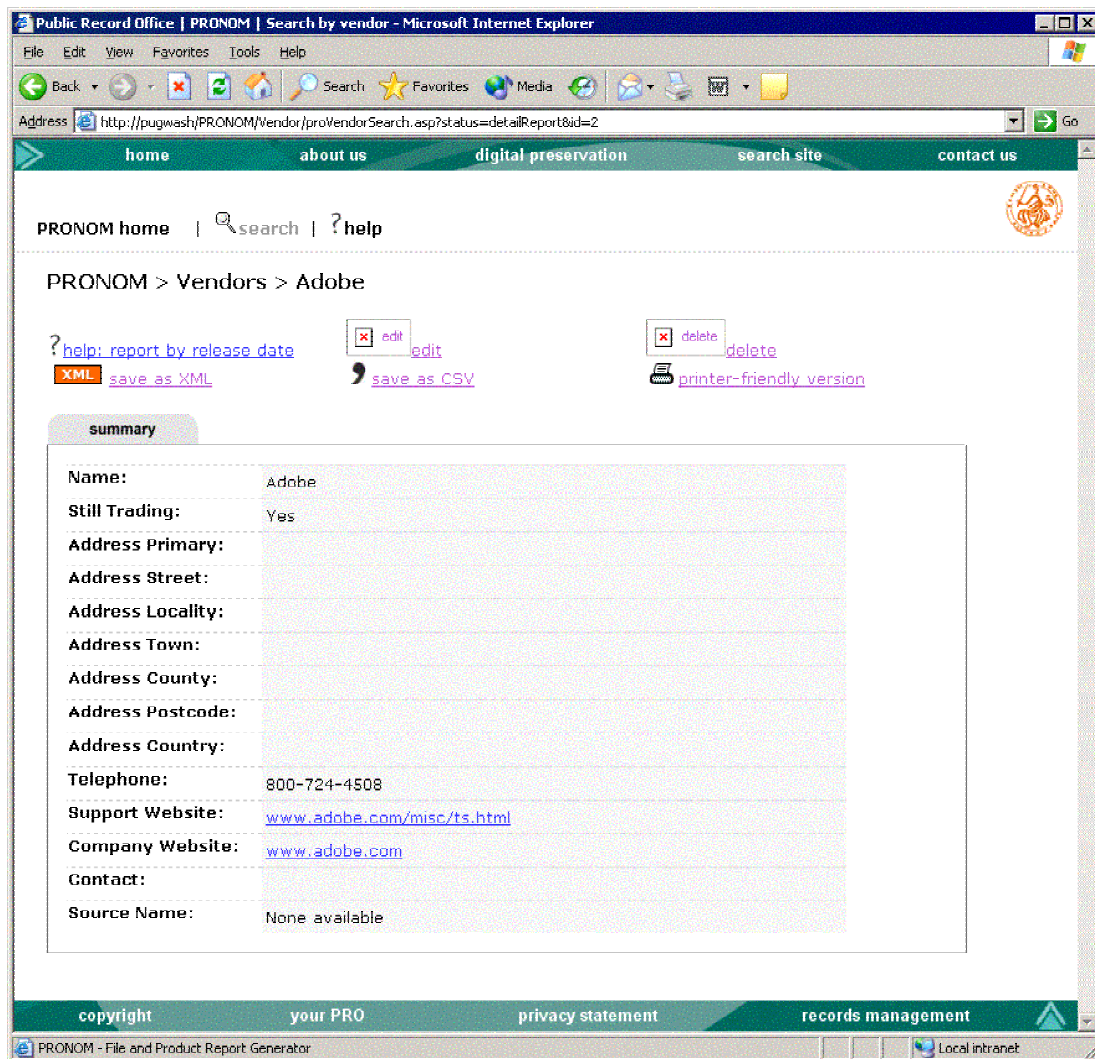 Public Record Office | PRONOM | Search by vendor - Microsoft Internet Explorer
File Edit View Favorites Tools Help
Back Search Favorites Media
Address http://pugwash/PRONOM/Vendor/proVendorSearch.asp?status=detailReport&id=2 Go
home about us digital preservation search site contact us
PRONOM home | search | ? help
PRONOM > Vendors > Adobe
? help: report by release date edit edit delete delete
XML save as XML save as CSV printer-friendly version
summary
Name: Adobe
Still Trading: Yes
Address Primary:
Address Street:
Address Locality:
Address Town:
Address County:
Address Postcode:
Address Country:
Telephone: 800-724-4508
Support Website: www.adobe.com/misc/ts.html
Company Website: www.adobe.com
Contact:
Source Name: None available
copyright your PRO privacy statement records management
PRONOM - File and Product Report Generator Local intranet